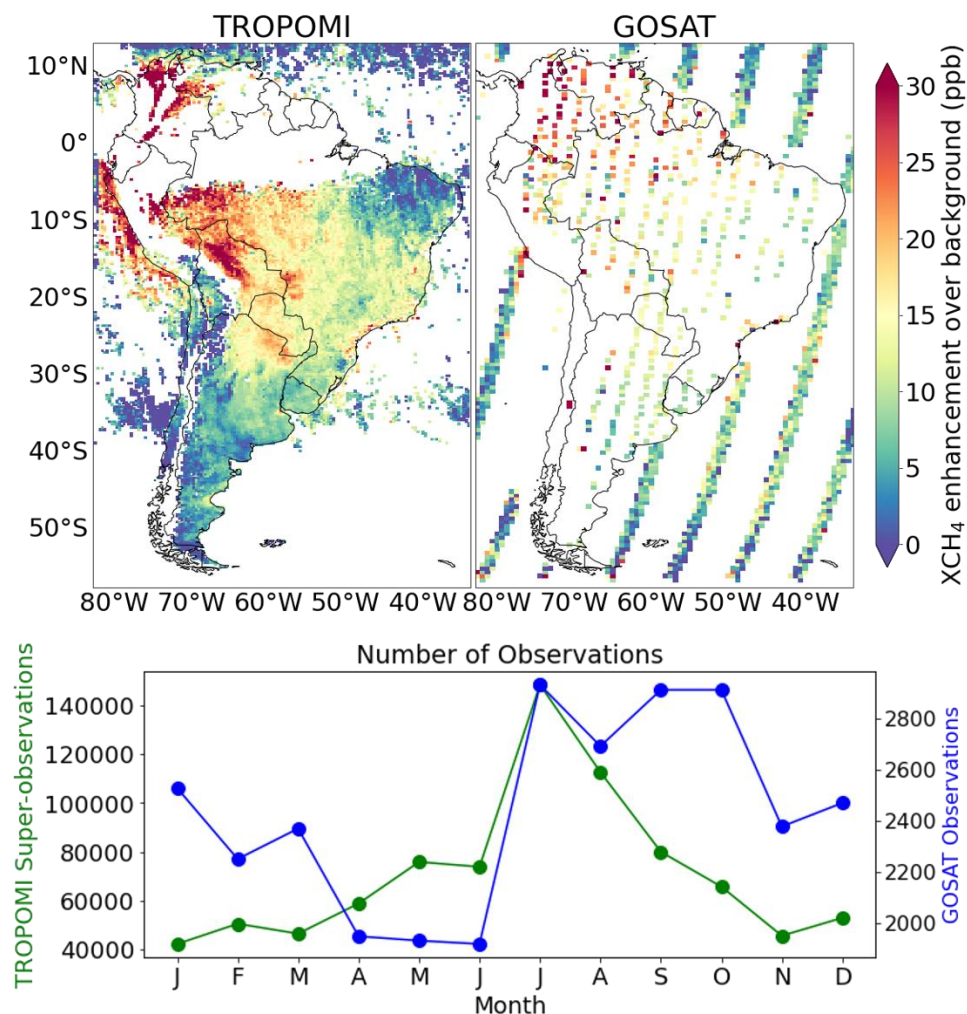 TROPOMI GOSAT
10°N
0°
10°S
20°S
30°S
40°S
50°S
80°W 70°W 60°W 50°W 40°W
80°W 70°W 60°W 50°W 40°W
30
25
20
15
10
5
0
XCH₄ enhancement over background (ppb)
Number of Observations
TROPOMI Super-observations
140000
120000
100000
80000
60000
40000
2800
2600
2400
2200
2000
GOSAT Observations
J F M A M J J A S O N D
Month